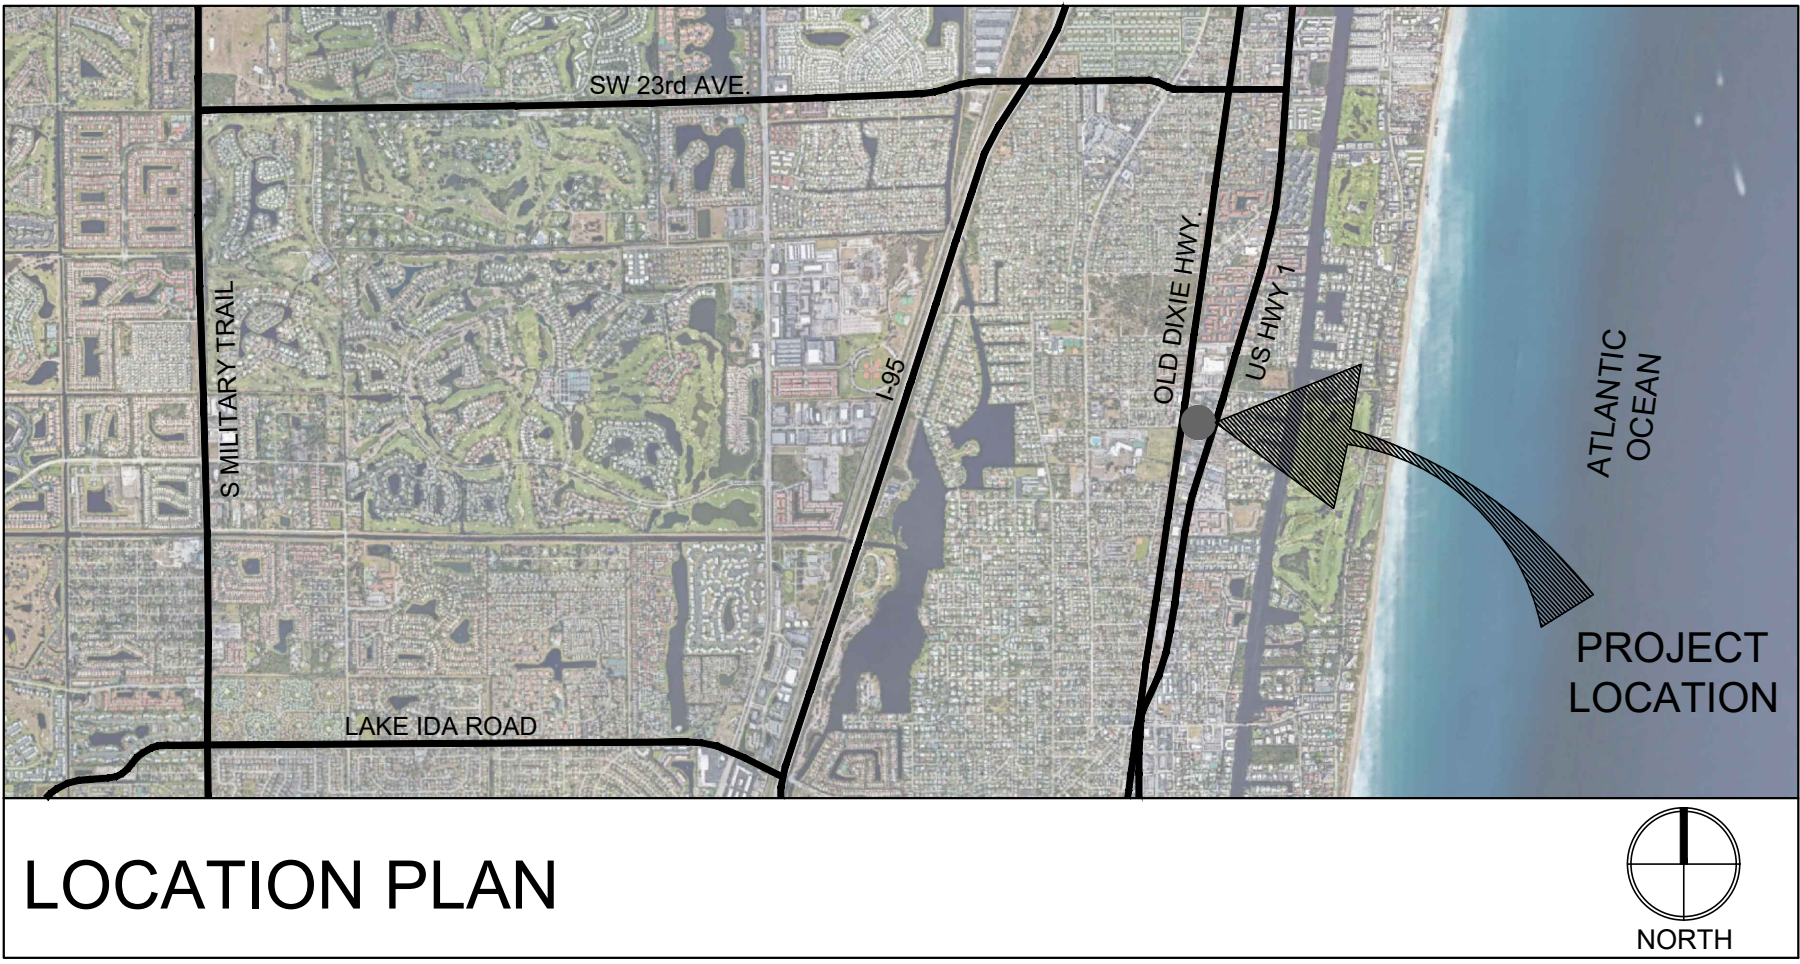 SW 23rd AVE.
S MILITARY TRAIL
I-95
OLD DIXIE HWY.
US HWY 1
ATLANTIC
OCEAN
PROJECT
LOCATION
LAKE IDA ROAD
LOCATION PLAN
NORTH